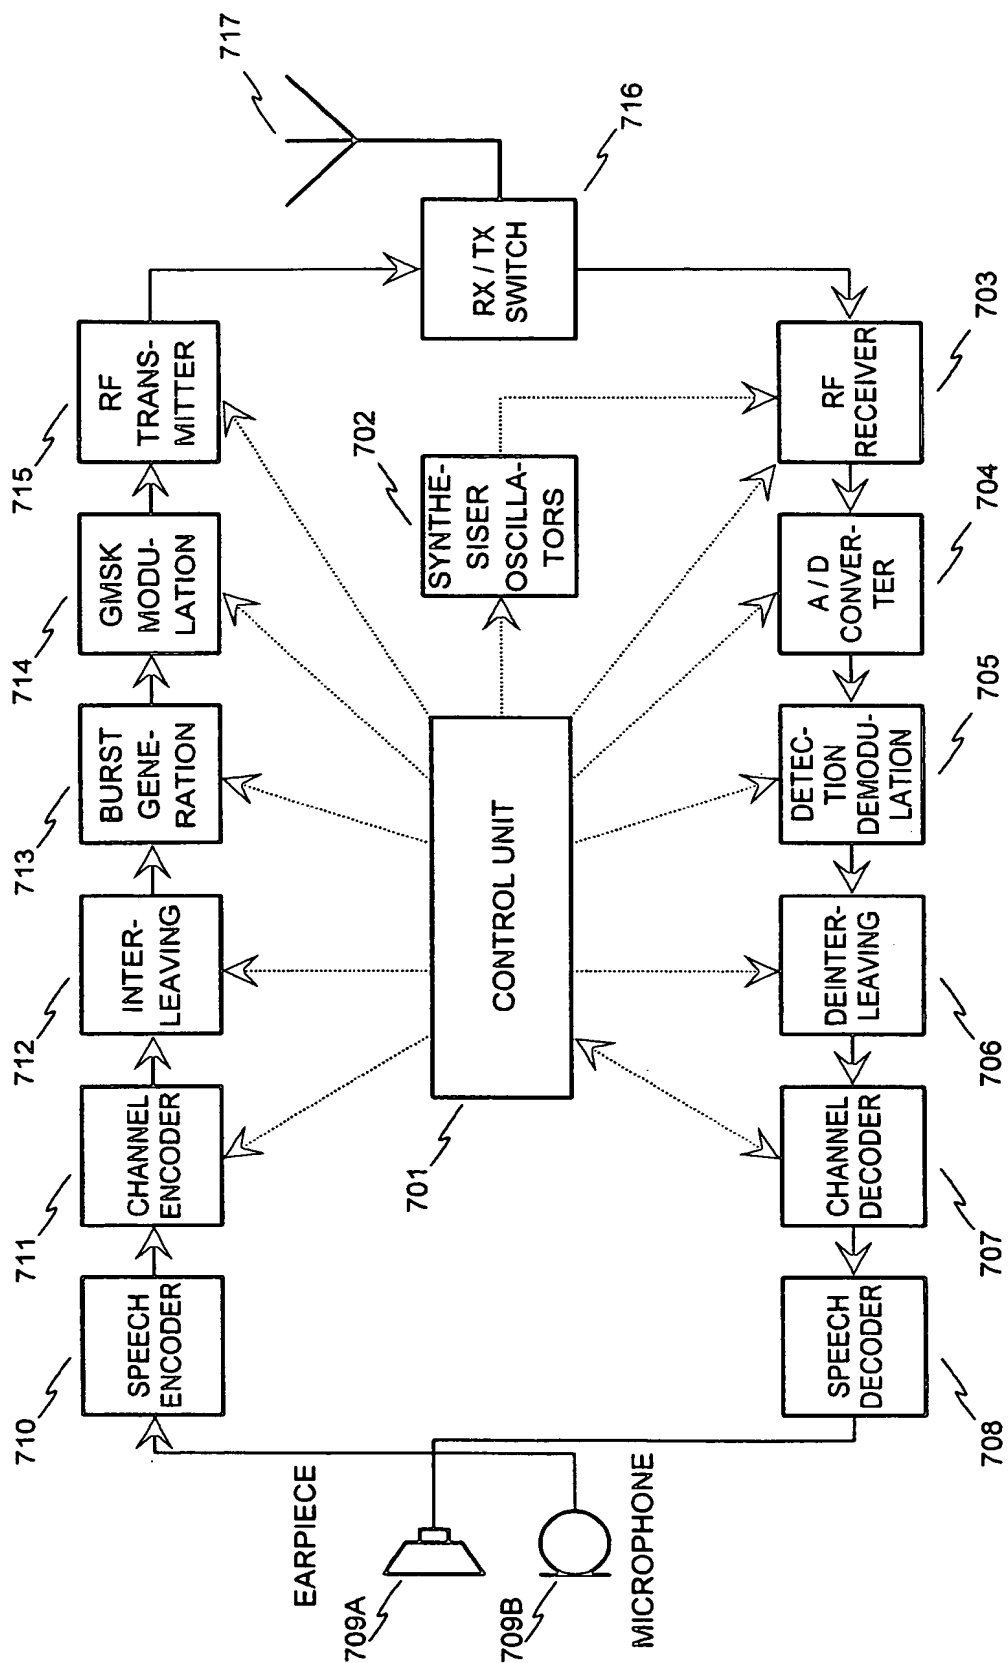 710
711
712
713
714
715
717
SPEECH
ENCODER
CHANNEL
ENCODER
INTER-
LEAVING
BURST
GENE-
RATION
GMSK
MODU-
LATION
RF
TRANS-
MITTER
EARPIECE
709A
709B
MICROPHONE
701
CONTROL UNIT
702
SYNTHE-
SISER
OSCILLA-
TORS
RX / TX
SWITCH
716
SPEECH
DECODER
CHANNEL
DECODER
DEINTER-
LEAVING
DETEC-
TION
DEMODU-
LATION
A / D
CONVER-
TER
RF
RECEIVER
708
707
706
705
704
703